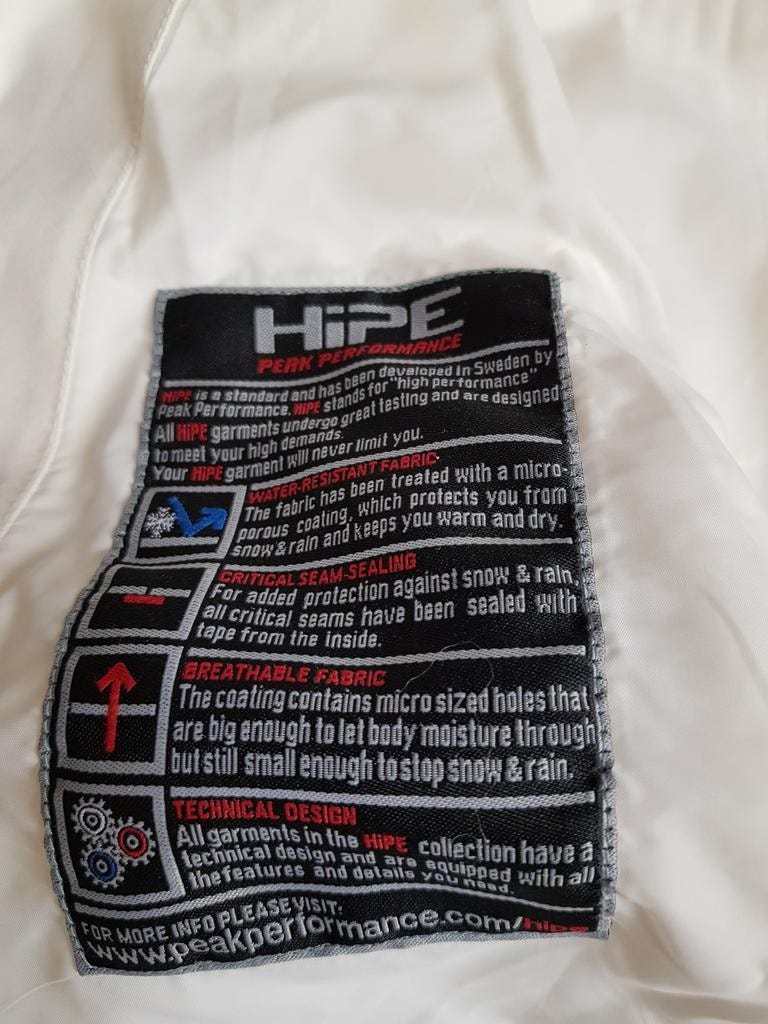 HiPE
PEAK PERFORMANCE
HiPE is a standard and has been developed in Sweden by
Peak Performance. HiPE stands for "high performance"
All HiPE garments undergo great testing and are designed
to meet your high demands.
Your HiPE garment will never limit you.
WATER-RESISTANT FABRIC
The fabric has been treated with a micro-
porous coating, which protects you from
snow & rain and keeps you warm and dry.
CRITICAL SEAM-SEALING
For added protection against snow & rain,
all critical seams have been sealed with
tape from the inside.
BREATHABLE FABRIC
The coating contains micro sized holes that
are big enough to let body moisture through
but still small enough to stop snow & rain.
TECHNICAL DESIGN
All garments in the HiPE collection have a
technical design and are equipped with all
the features and details you need.
FOR MORE INFO PLEASE VISIT:
www.peakperformance.com/hipe